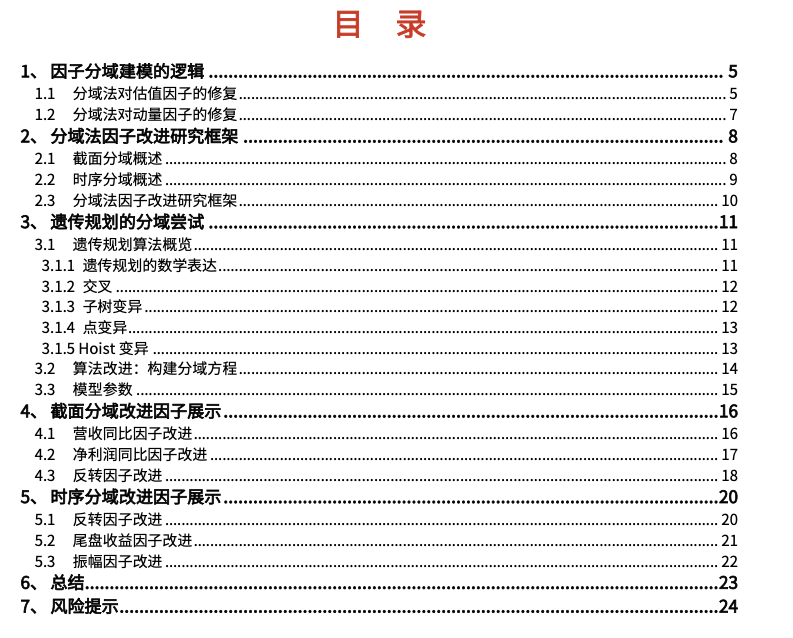 目 录
1、 因子分域建模的逻辑 ........ 5
1.1 分域法对估值因子的修复 ........ 5
1.2 分域法对动量因子的修复 ........ 7
2、 分域法因子改进研究框架 ........ 8
2.1 截面分域概述 ........ 8
2.2 时序分域概述 ........ 9
2.3 分域法因子改进研究框架 ........ 10
3、 遗传规划的分域尝试 ........ 11
3.1 遗传规划算法概览 ........ 11
3.1.1 遗传规划的数学表达 ........ 11
3.1.2 交叉 ........ 12
3.1.3 子树变异 ........ 12
3.1.4 点变异 ........ 13
3.1.5 Hoist 变异 ........ 13
3.2 算法改进：构建分域方程 ........ 14
3.3 模型参数 ........ 15
4、 截面分域改进因子展示 ........ 16
4.1 营收同比因子改进 ........ 16
4.2 净利润同比因子改进 ........ 17
4.3 反转因子改进 ........ 18
5、 时序分域改进因子展示 ........ 20
5.1 反转因子改进 ........ 20
5.2 尾盘收益因子改进 ........ 21
5.3 振幅因子改进 ........ 22
6、 总结 ........ 23
7、 风险提示 ........ 24